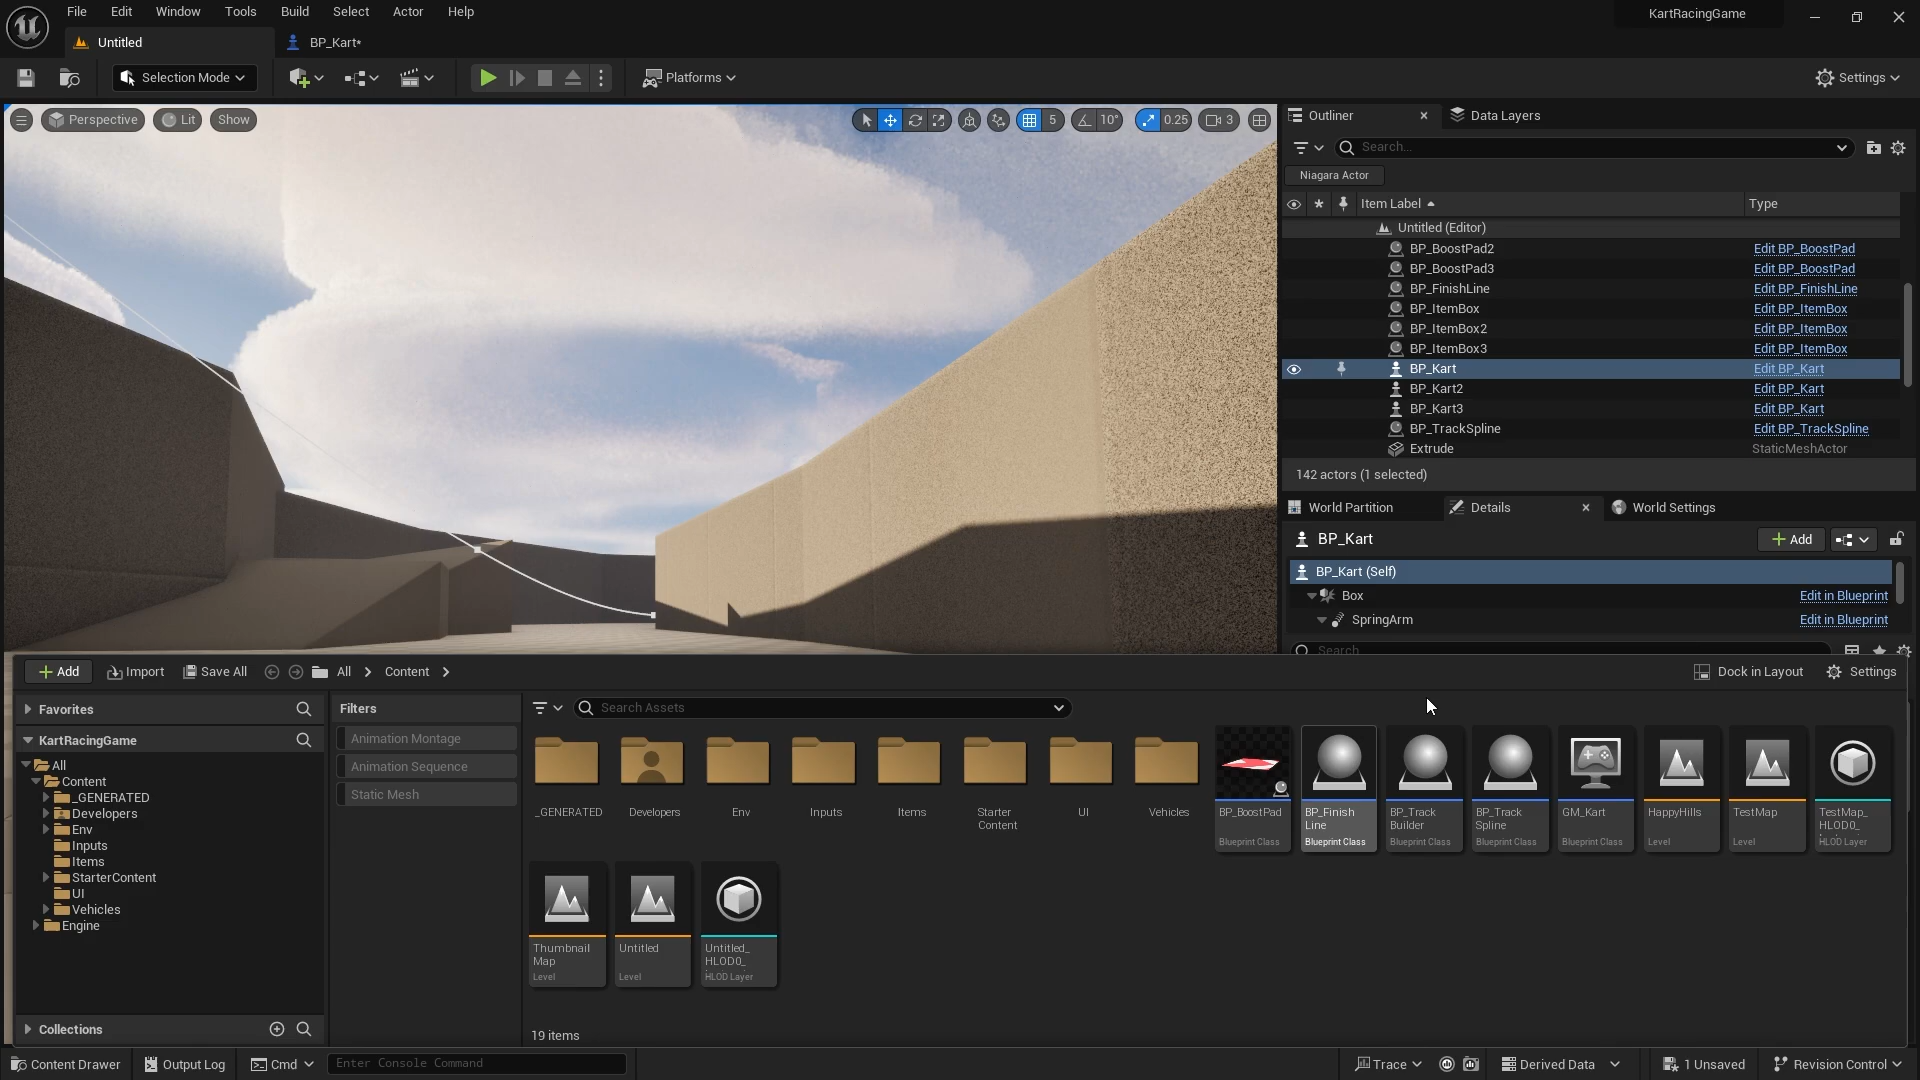 File Edit Window Tools Build Select Actor Help
KartRacingGame
Untitled
BP_Kart*
Selection Mode
Platforms
Settings
Perspective
Lit
Show
5
10°
0.25
3
Outliner
Data Layers
Search...
Niagara Actor
Item Label
Type
Untitled (Editor)
BP_BoostPad2 Edit BP_BoostPad
BP_BoostPad3 Edit BP_BoostPad
BP_FinishLine Edit BP_FinishLine
BP_ItemBox Edit BP_ItemBox
BP_ItemBox2 Edit BP_ItemBox
BP_ItemBox3 Edit BP_ItemBox
BP_Kart Edit BP_Kart
BP_Kart2 Edit BP_Kart
BP_Kart3 Edit BP_Kart
BP_TrackSpline Edit BP_TrackSpline
Extrude StaticMeshActor
142 actors (1 selected)
World Partition
Details
World Settings
BP_Kart
Add
BP_Kart (Self)
Box Edit in Blueprint
SpringArm Edit in Blueprint
Search
Add
Import
Save All
All
Content
Dock in Layout
Settings
Favorites
KartRacingGame
All
Content
_GENERATED
Developers
Env
Inputs
Items
StarterContent
UI
Vehicles
Engine
Collections
Filters
Animation Montage
Animation Sequence
Static Mesh
Search Assets
_GENERATED
Developers
Env
Inputs
Items
Starter
Content
UI
Vehicles
BP_BoostPad
Blueprint Class
BP_Finish
Line
Blueprint Class
BP_Track
Builder
Blueprint Class
BP_Track
Spline
Blueprint Class
GM_Kart
Blueprint Class
HappyHills
Level
TestMap
Level
TestMap_
HLOD0_
HLOD Layer
Thumbnail
Map
Level
Untitled
Level
Untitled_
HLOD0_
HLOD Layer
19 items
Content Drawer
Output Log
Cmd
Enter Console Command
Trace
Derived Data
1 Unsaved
Revision Control